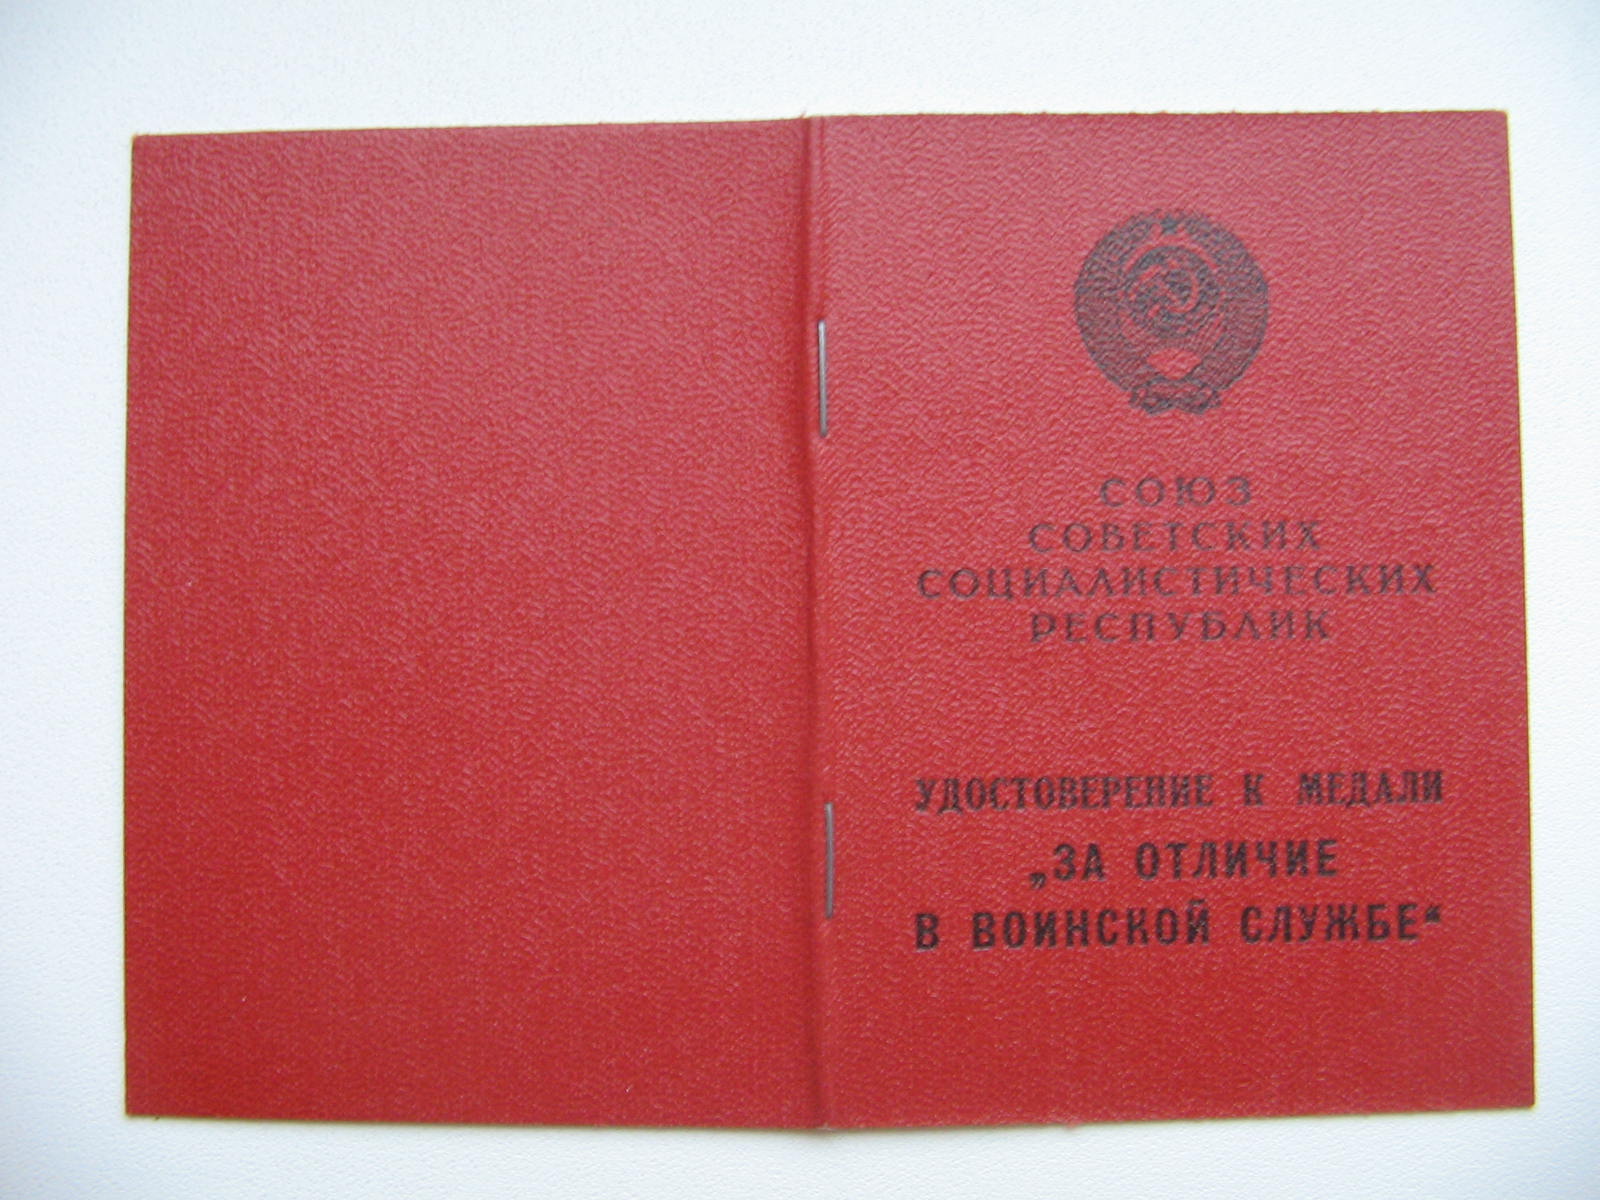 СОЮЗ
СОВЕТСКИХ
СОЦИАЛИСТИЧЕСКИХ
РЕСПУБЛИК
УДОСТОВЕРЕНИЕ К МЕДАЛИ
„ЗА ОТЛИЧИЕ
В ВОИНСКОЙ СЛУЖБЕ“